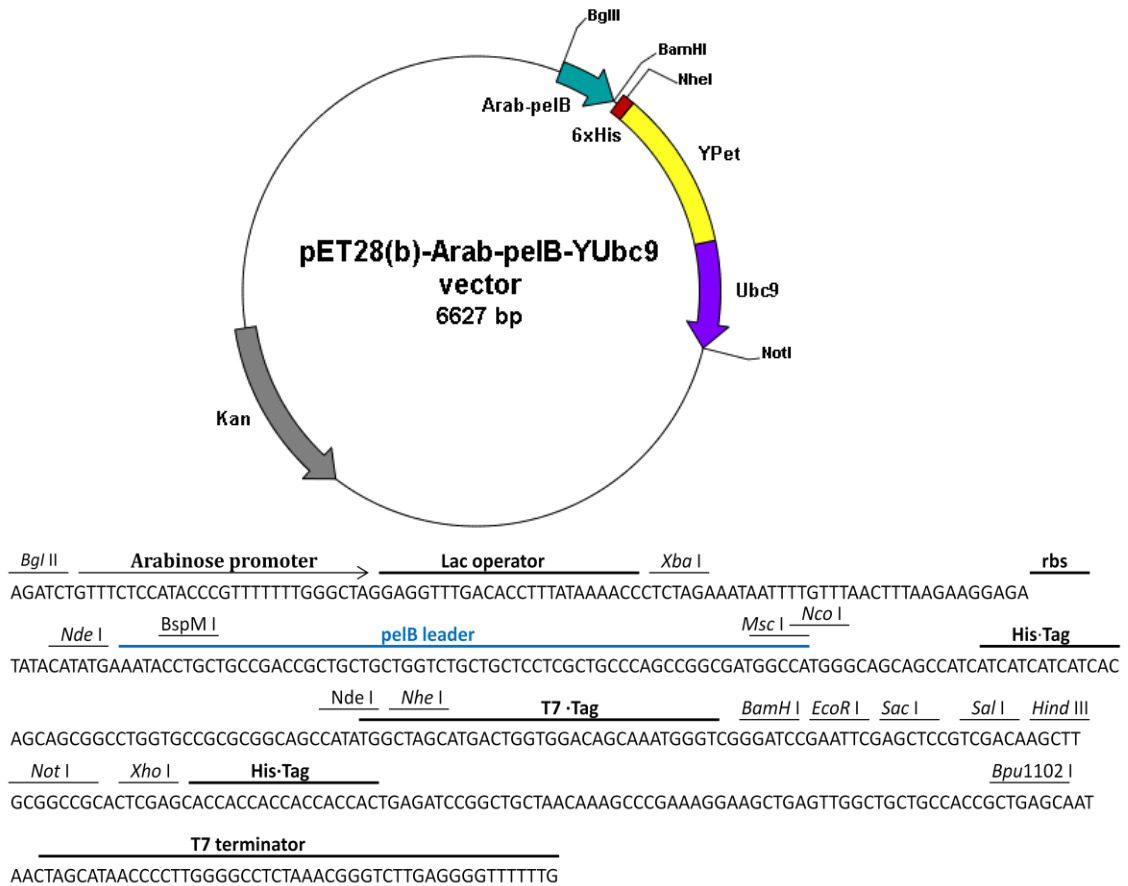 BglII
BamHI
NheI
Arab-pelB
6xHis
YPet
pET28(b)-Arab-pelB-YUbc9
vector
6627 bp
Ubc9
NotI
Kan
Bgl II Arabinose promoter Lac operator Xba I rbs
AGATCTGTTTCTCCATACCCGTTTTTTTGGGCTAGGAGGTTTGACACCTTTATAAAACCCTCTAGAAATAATTTTGTTTAACTTTAAGAAGGAGA
Nde I BspM I pelB leader Msc I Nco I His·Tag
TATACATATGAAATACCTGCTGCCGACCGCTGCTGCTGGTCTGCTGCTCCTCGCTGCCCAGCCGGCGATGGCCATGGGCAGCAGCCATCATCATCATCATCAC
Nde I Nhe I T7 ·Tag BamH I EcoR I Sac I Sal I Hind III
AGCAGCGGCCTGGTGCCGCGCGGCAGCCATATGGCTAGCATGACTGGTGGACAGCAAATGGGTCGGGATCCGAATTCGAGCTCCGTCGACAAGCTT
Not I Xho I His·Tag Bpu1102 I
GCGGCCGCACTCGAGCACCACCACCACCACCACTGAGATCCGGCTGCTAACAAAGCCCGAAAGGAAGCTGAGTTGGCTGCTGCCACCGCTGAGCAAT
T7 terminator
AACTAGCATAACCCCTTGGGGCCTCTAAACGGGTCTTGAGGGGTTTTTTG